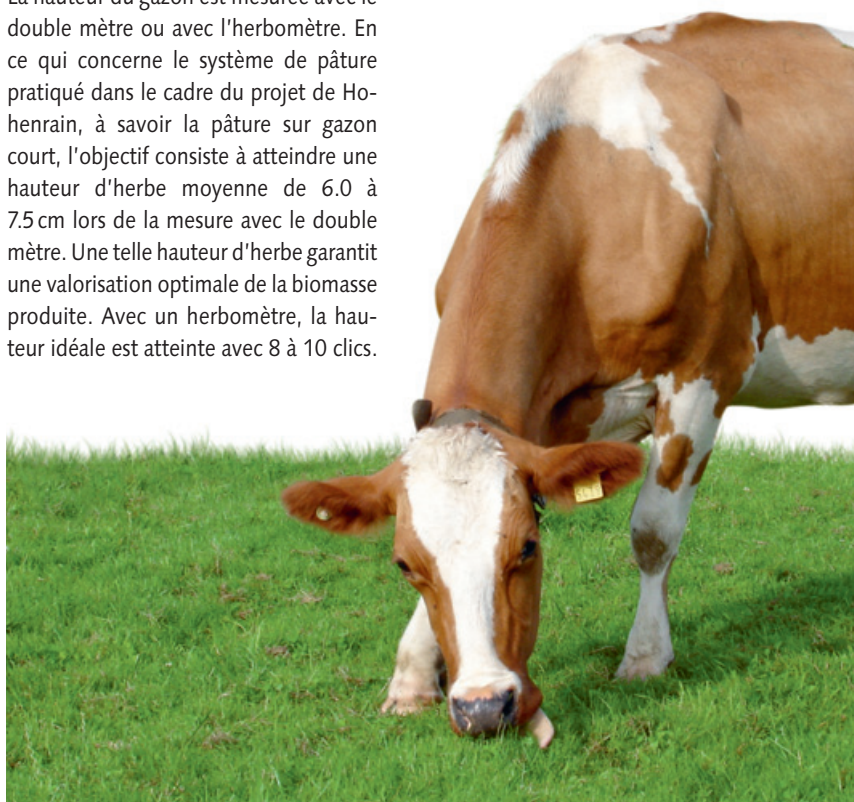 La hauteur du gazon est mesurée avec le
double mètre ou avec l'herbomètre. En
ce qui concerne le système de pâture
pratiqué dans le cadre du projet de Ho-
henrain, à savoir la pâture sur gazon
court, l'objectif consiste à atteindre une
hauteur d'herbe moyenne de 6.0 à
7.5 cm lors de la mesure avec le double
mètre. Une telle hauteur d'herbe garantit
une valorisation optimale de la biomasse
produite. Avec un herbomètre, la hau-
teur idéale est atteinte avec 8 à 10 clics.